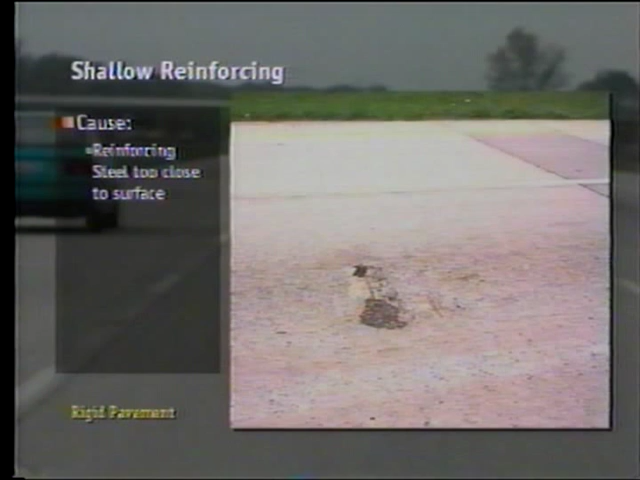 Shallow Reinforcing
Cause:
Reinforcing
Steel too close
to surface
Rigid Pavement